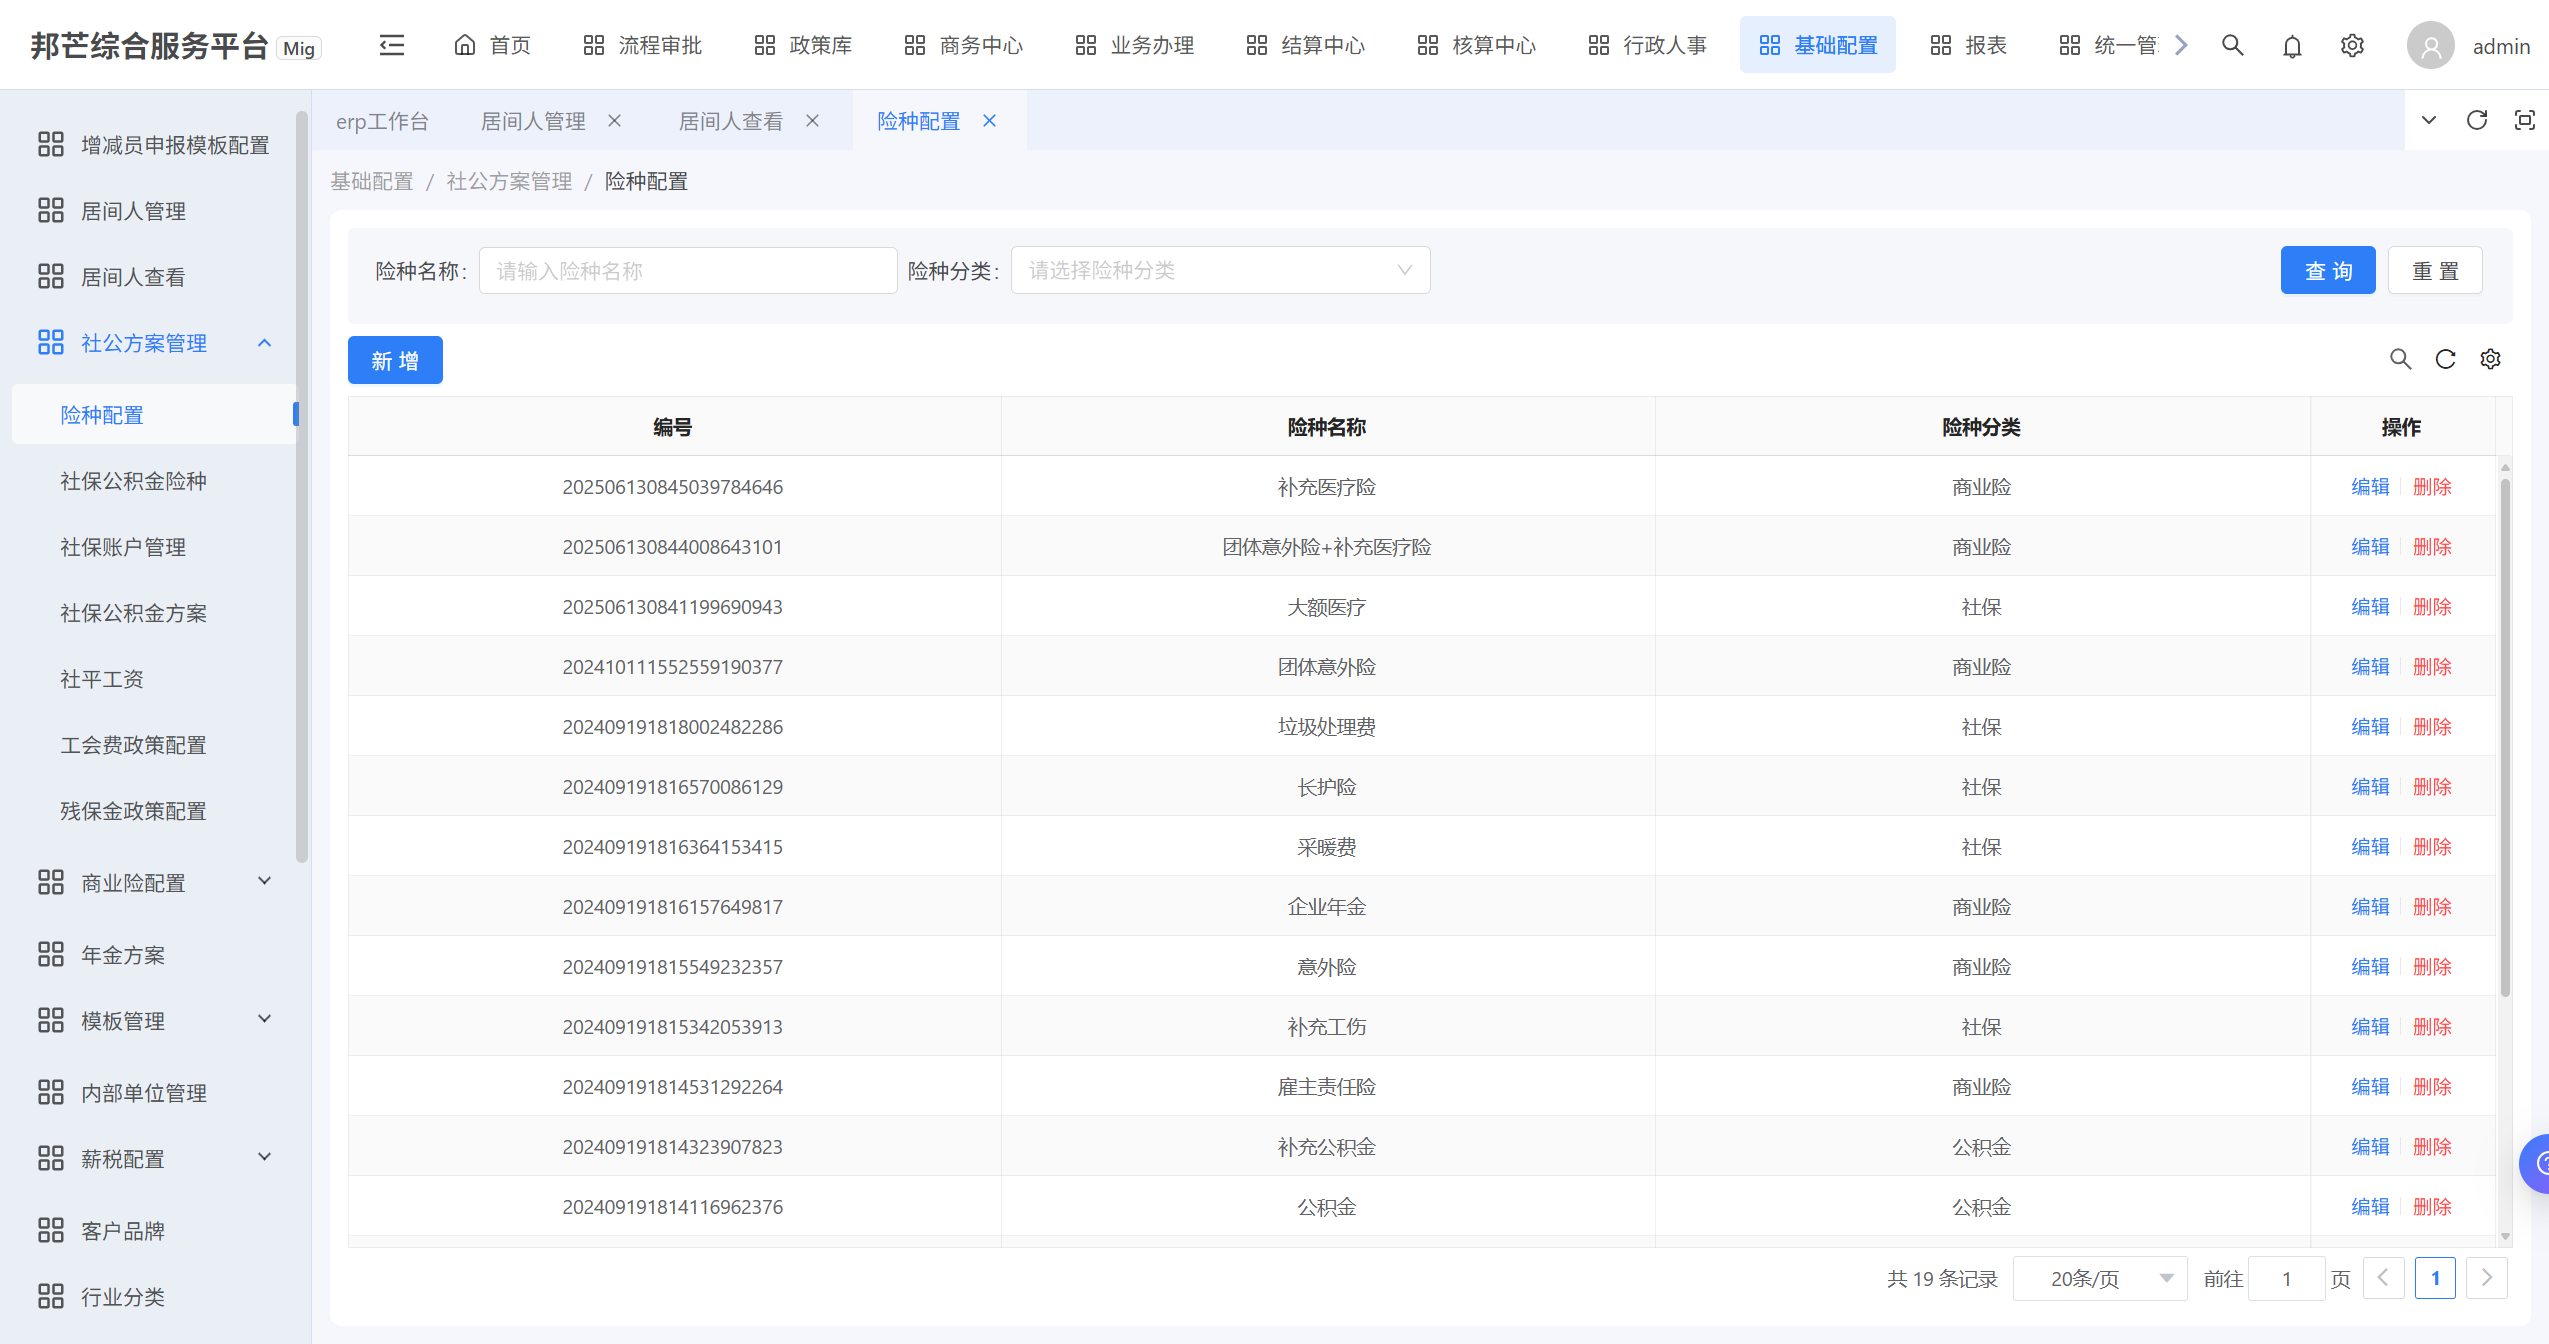 邦芒综合服务平台 Mig 首页 流程审批 政策库 商务中心 业务办理 结算中心 核算中心 行政人事 基础配置 报表 统一管 admin
erp工作台 居间人管理 居间人查看 险种配置
基础配置 / 社公方案管理 / 险种配置
增减员申报模板配置
居间人管理
居间人查看
社公方案管理
险种配置
社保公积金险种
社保账户管理
社保公积金方案
社平工资
工会费政策配置
残保金政策配置
商业险配置
年金方案
模板管理
内部单位管理
薪税配置
客户品牌
行业分类
险种名称: 请输入险种名称 险种分类: 请选择险种分类 查 询 重 置
新 增
编号 险种名称 险种分类 操作
202506130845039784646 补充医疗险 商业险 编辑 删除
202506130844008643101 团体意外险+补充医疗险 商业险 编辑 删除
202506130841199690943 大额医疗 社保 编辑 删除
202410111552559190377 团体意外险 商业险 编辑 删除
202409191818002482286 垃圾处理费 社保 编辑 删除
202409191816570086129 长护险 社保 编辑 删除
202409191816364153415 采暖费 社保 编辑 删除
202409191816157649817 企业年金 商业险 编辑 删除
202409191815549232357 意外险 商业险 编辑 删除
202409191815342053913 补充工伤 社保 编辑 删除
202409191814531292264 雇主责任险 商业险 编辑 删除
202409191814323907823 补充公积金 公积金 编辑 删除
202409191814116962376 公积金 公积金 编辑 删除
共 19 条记录 20条/页 前往 1 页 1